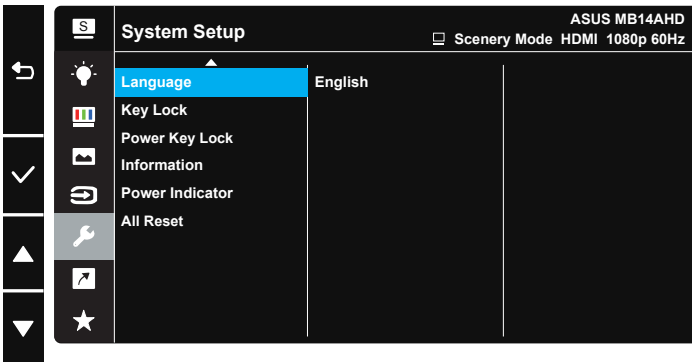 S
System Setup
ASUS MB14AHD
Scenery Mode HDMI 1080p 60Hz
Language
English
Key Lock
Power Key Lock
Information
Power Indicator
All Reset